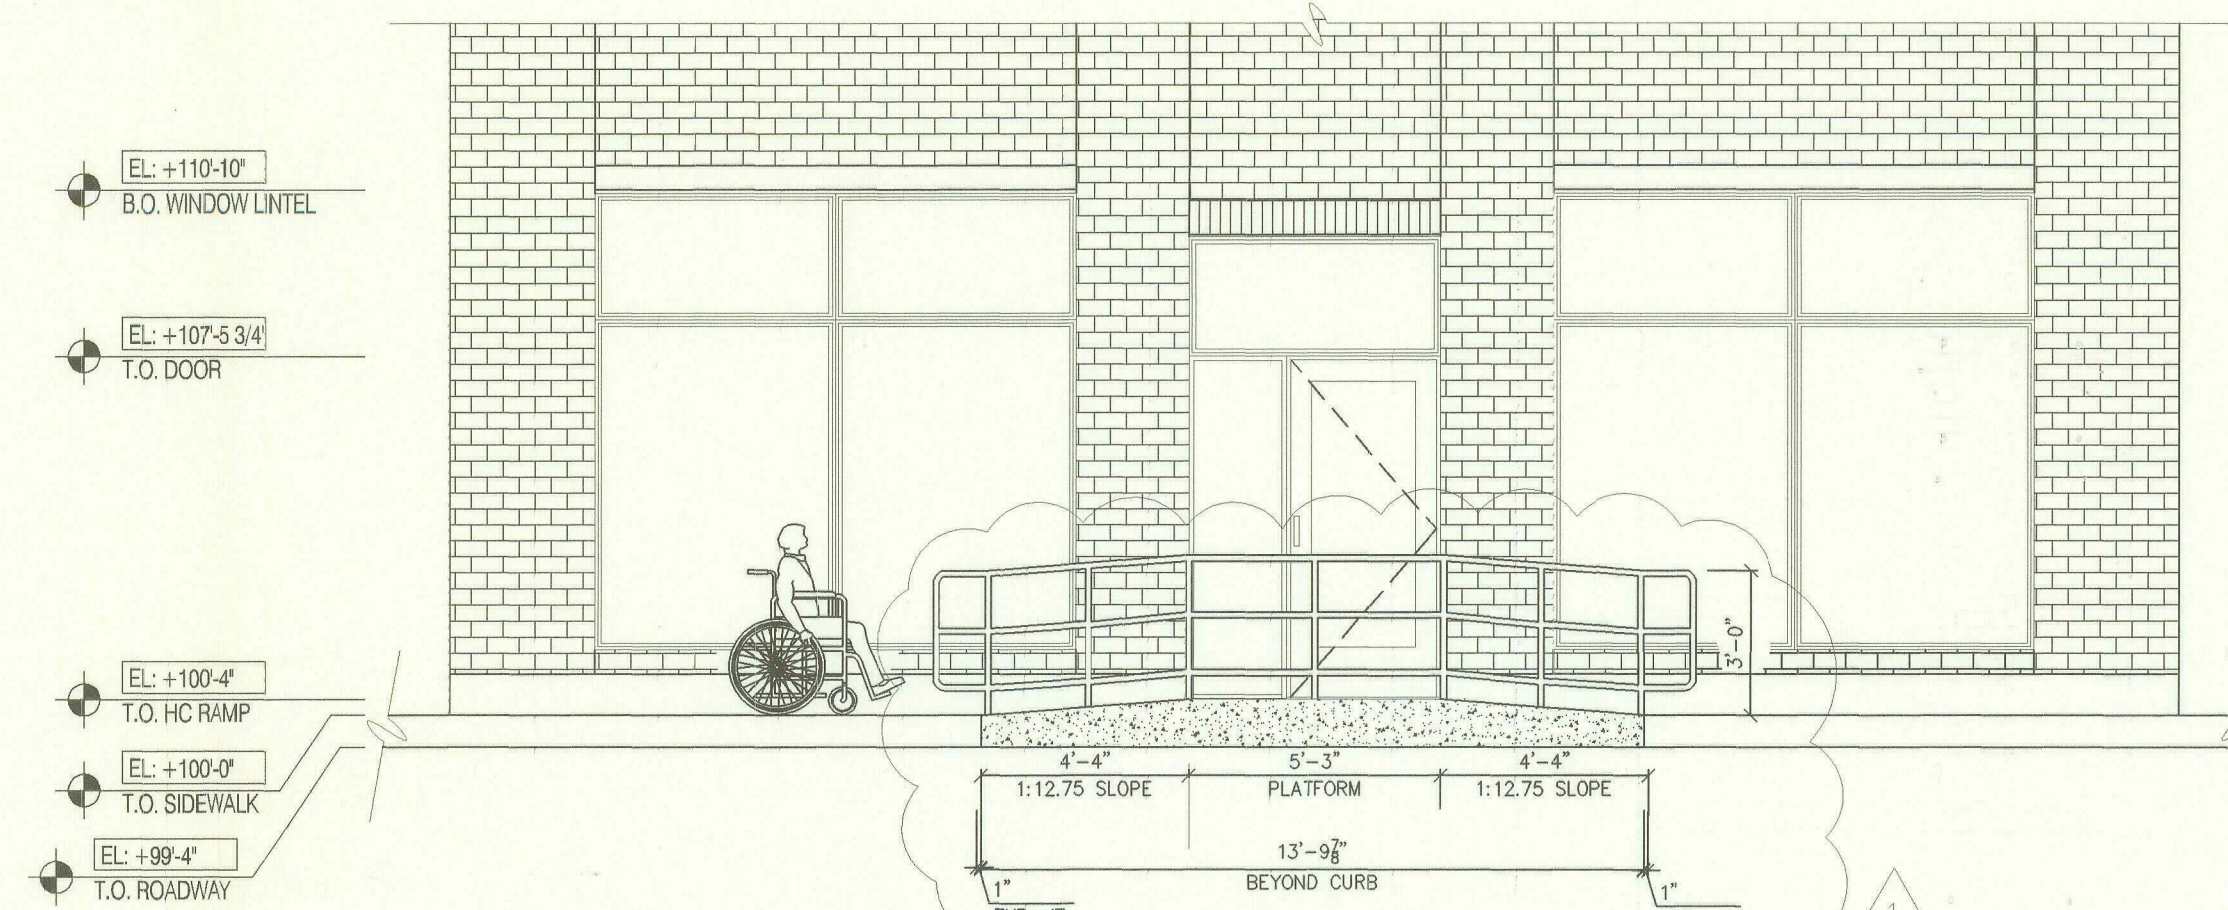 EL: +110'-10"
B.O. WINDOW LINTEL
EL: +107'-5 3/4"
T.O. DOOR
EL: +100'-4"
T.O. HC RAMP
EL: +100'-0"
T.O. SIDEWALK
EL: +99'-4"
T.O. ROADWAY
3'-0"
4'-4" 5'-3" 4'-4"
1:12.75 SLOPE PLATFORM 1:12.75 SLOPE
13'-9⅞"
BEYOND CURB
1" 1"